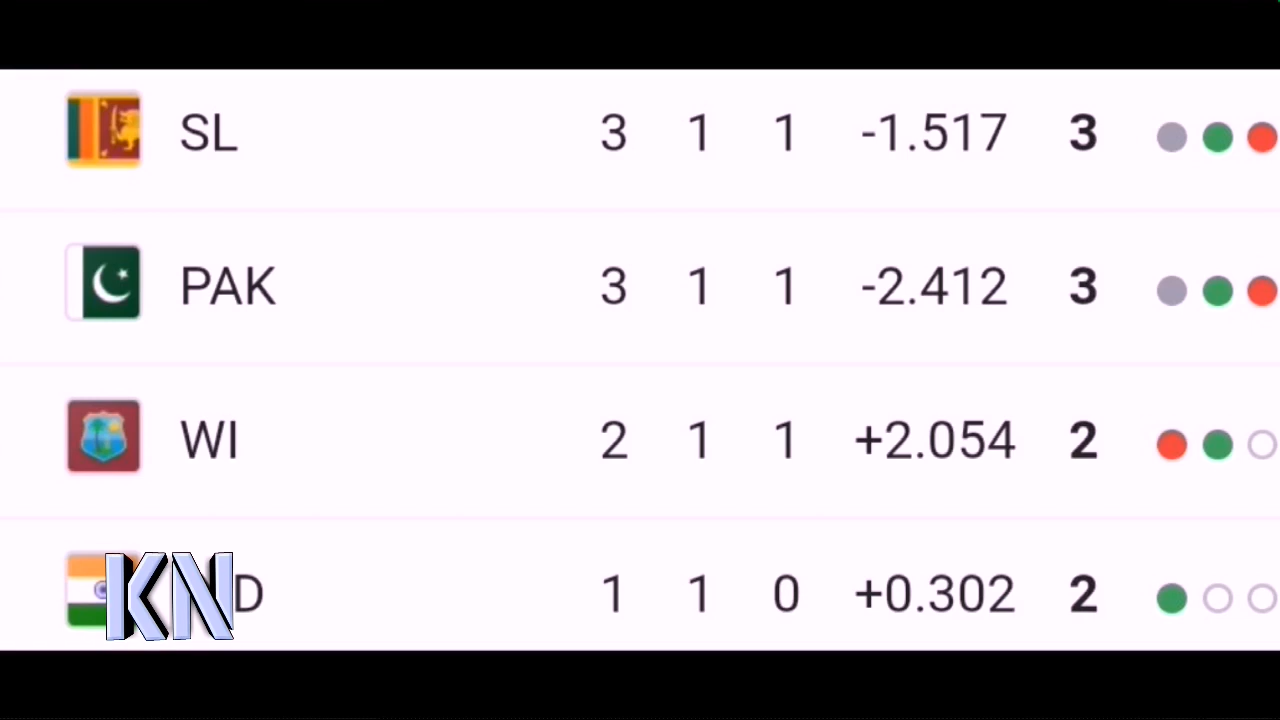 SL 3 1 1 -1.517 3
PAK 3 1 1 -2.412 3
WI 2 1 1 +2.054 2
KN D 1 1 0 +0.302 2